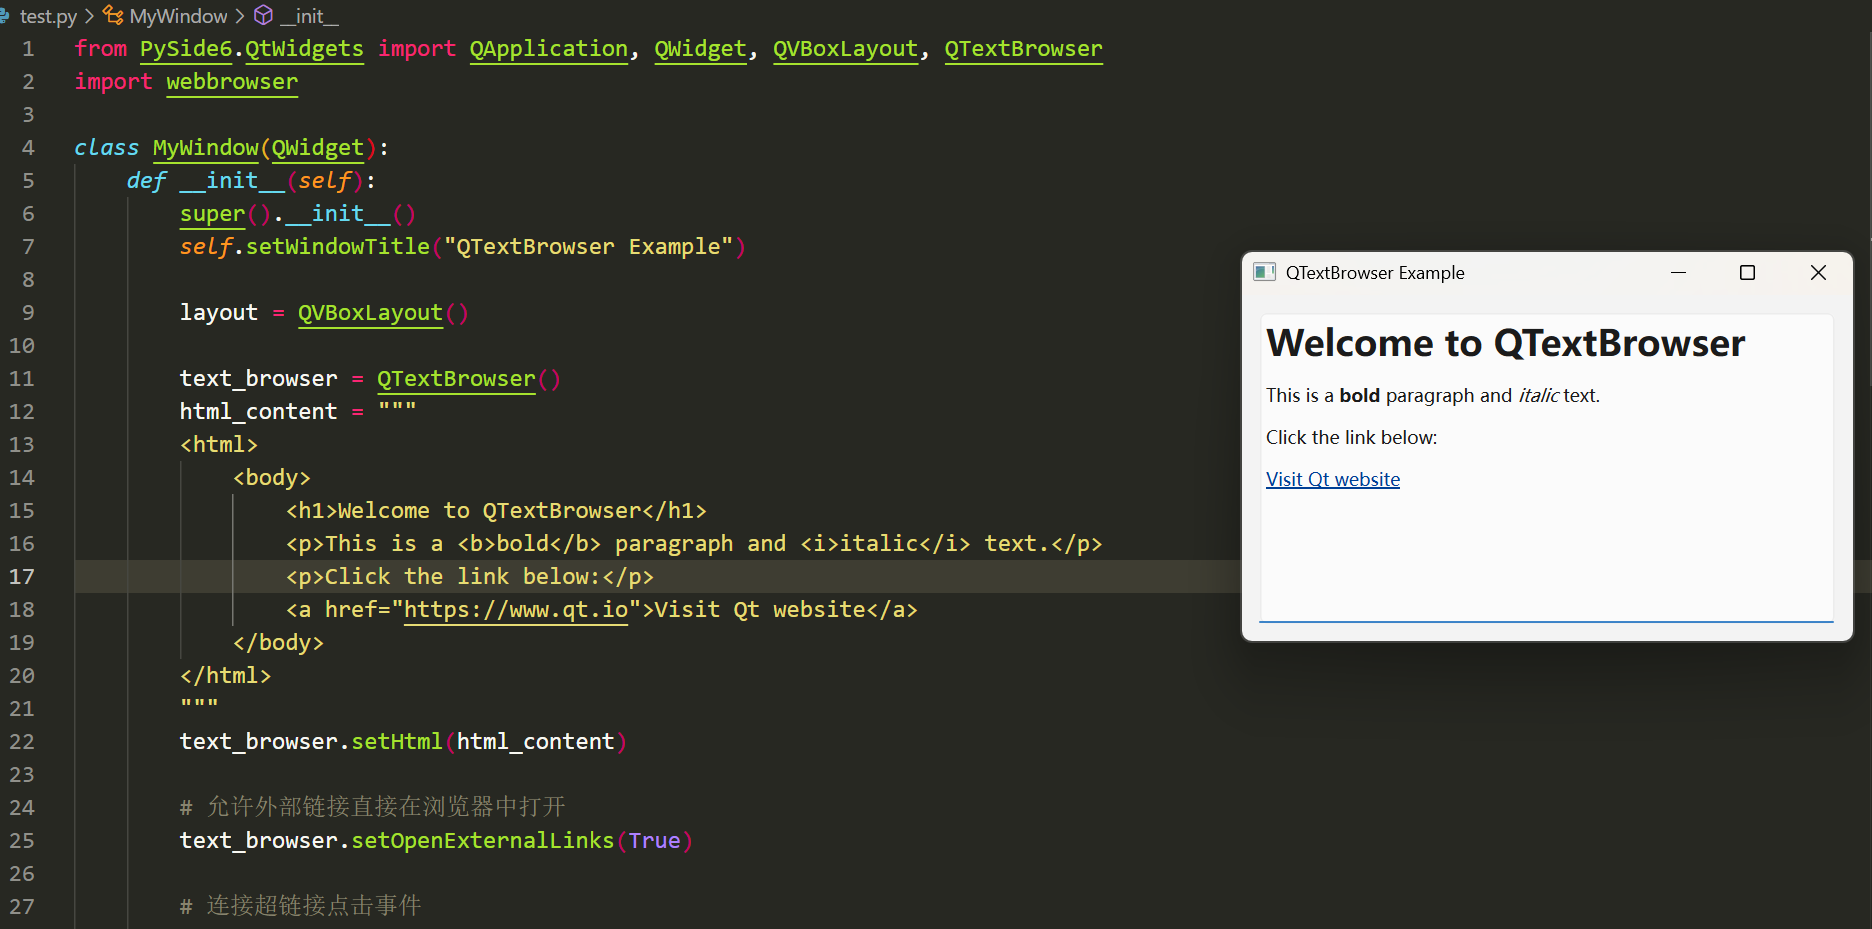 test.py > MyWindow > __init__
1 from PySide6.QtWidgets import QApplication, QWidget, QVBoxLayout, QTextBrowser
2 import webbrowser
3
4 class MyWindow(QWidget):
5 def __init__(self):
6 super().__init__()
7 self.setWindowTitle("QTextBrowser Example")
8
9 layout = QVBoxLayout()
10
11 text_browser = QTextBrowser()
12 html_content = """
13 <html>
14 <body>
15 <h1>Welcome to QTextBrowser</h1>
16 <p>This is a <b>bold</b> paragraph and <i>italic</i> text.</p>
17 <p>Click the link below:</p>
18 <a href="https://www.qt.io">Visit Qt website</a>
19 </body>
20 </html>
21 """
22 text_browser.setHtml(html_content)
23
24 # 允许外部链接直接在浏览器中打开
25 text_browser.setOpenExternalLinks(True)
26
27 # 连接超链接点击事件
QTextBrowser Example
Welcome to QTextBrowser
This is a bold paragraph and italic text.
Click the link below:
Visit Qt website